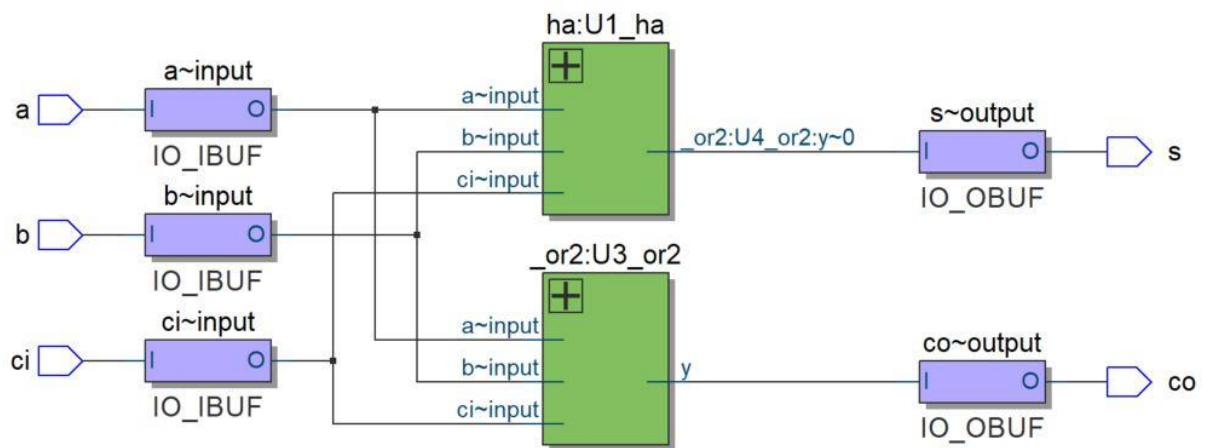 ha:U1_ha
a~input
a
I
O
IO_IBUF
a~input
b~input
ci~input
_or2:U4_or2:y~0
s~output
I
O
IO_OBUF
s
b~input
b
I
O
IO_IBUF
_or2:U3_or2
ci~input
ci
I
O
IO_IBUF
a~input
b~input
ci~input
y
co~output
I
O
IO_OBUF
co